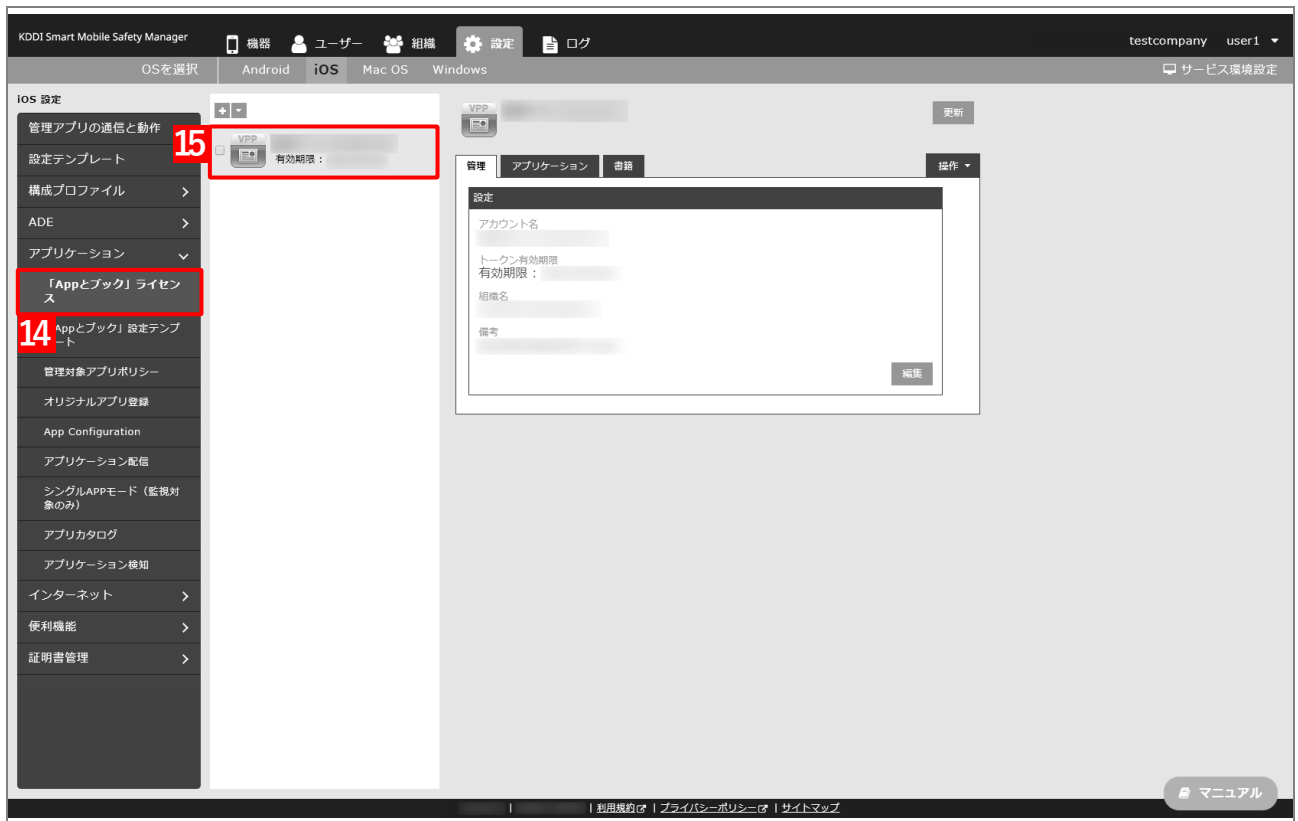 KDDI Smart Mobile Safety Manager
機器 ユーザー 組織 設定 ログ
testcompany user1
OSを選択 Android iOS Mac OS Windows
サービス環境設定
iOS 設定
管理アプリの通信と動作
設定テンプレート
構成プロファイル
ADE
アプリケーション
「Appとブック」ライセン
ス
14
Appとブック」設定テンプ
ート
管理対象アプリポリシー
オリジナルアプリ登録
App Configuration
アプリケーション配信
シングルAPPモード(監視対
象のみ)
アプリカタログ
アプリケーション検知
インターネット
便利機能
証明書管理
+ -
15
VPP
有効期限:
VPP
更新
管理 アプリケーション 書籍
操作
設定
アカウント名
トークン有効期限
有効期限:
組織名
備考
編集
マニュアル
| | 利用規約 | プライバシーポリシー | サイトマップ